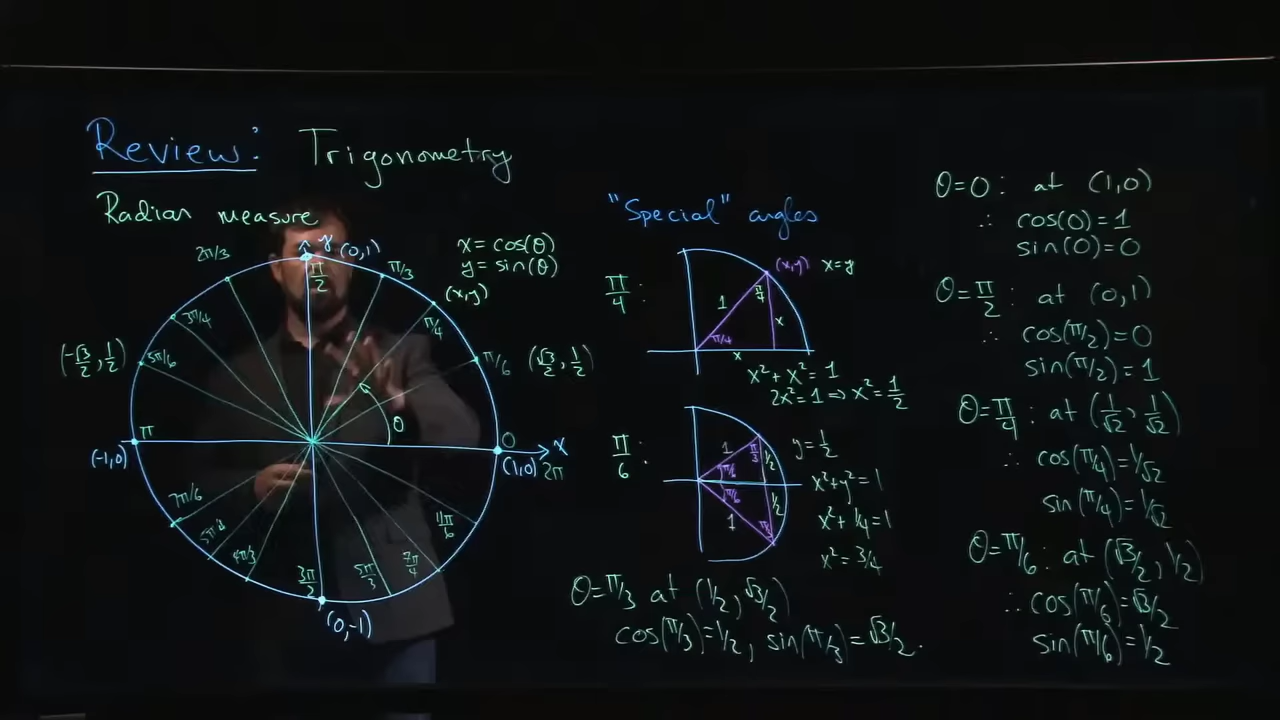 Review: Trigonometry
Radian measure
x = cos(θ)
y = sin(θ)
y (0,1)
2π/3
π/2
π/3
(x,y)
3π/4
π/4
(-√3/2, 1/2)
5π/6
π/6 (√3/2, 1/2)
θ
π
0
x
(-1,0)
(1,0) 2π
7π/6
11π/6
4π/3
3π/2
5π/3
7π/4
(0,-1)
"Special" angles
π/4:
(x,y) x=y
1
π/4
x
π/4
x
x² + x² = 1
2x² = 1 ⇒ x² = 1/2
π/6:
y = 1/2
1
π/3
1/2
π/6
x²+y² = 1
π/6
1/2
1
π/3
x² + 1/4 = 1
x² = 3/4
θ = π/3 at (1/2, √3/2)
cos(π/3) = 1/2, sin(π/3) = √3/2.
θ = 0: at (1,0)
∴ cos(0) = 1
sin(0) = 0
θ = π/2: at (0,1)
∴ cos(π/2) = 0
sin(π/2) = 1
θ = π/4: at (1/√2, 1/√2)
∴ cos(π/4) = 1/√2
sin(π/4) = 1/√2
θ = π/6: at (√3/2, 1/2)
∴ cos(π/6) = √3/2
sin(π/6) = 1/2